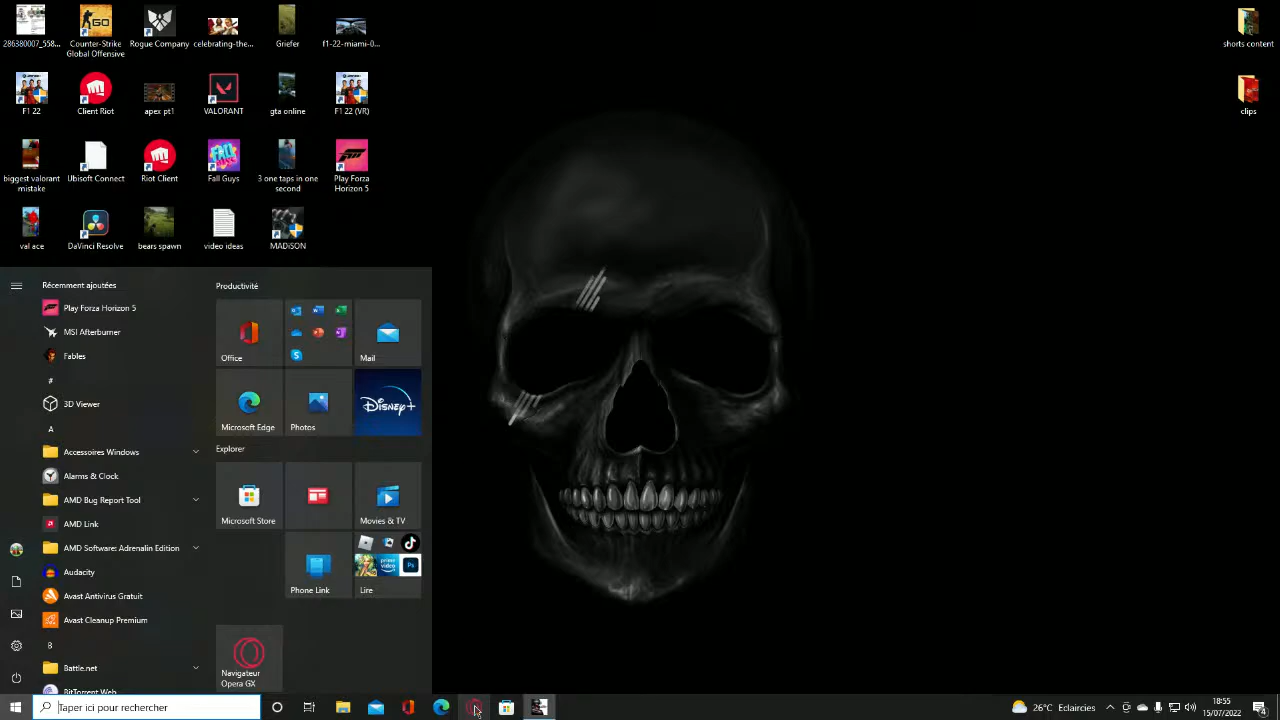 286380007_558...
Counter-Strike
Global Offensive
Rogue Company
celebrating-the...
Griefer
f1-22-miami-0...
shorts content
F1 22
Client Riot
apex pt1
VALORANT
gta online
F1 22 (VR)
clips
biggest valorant
mistake
Ubisoft Connect
Riot Client
Fall Guys
3 one taps in one
second
Play Forza
Horizon 5
val ace
DaVinci Resolve
bears spawn
video ideas
MADiSON
Récemment ajoutées
Play Forza Horizon 5
MSI Afterburner
Fables
#
3D Viewer
A
Accessoires Windows
Alarms & Clock
AMD Bug Report Tool
AMD Link
AMD Software: Adrenalin Edition
Audacity
Avast Antivirus Gratuit
Avast Cleanup Premium
B
Battle.net
BitTorrent Web
Productivité
Office
Mail
Microsoft Edge
Photos
Disney+
Explorer
Microsoft Store
Movies & TV
Phone Link
prime video
Ps
Lire
Navigateur
Opera GX
Taper ici pour rechercher
26°C Eclaircies
18:55
15/07/2022